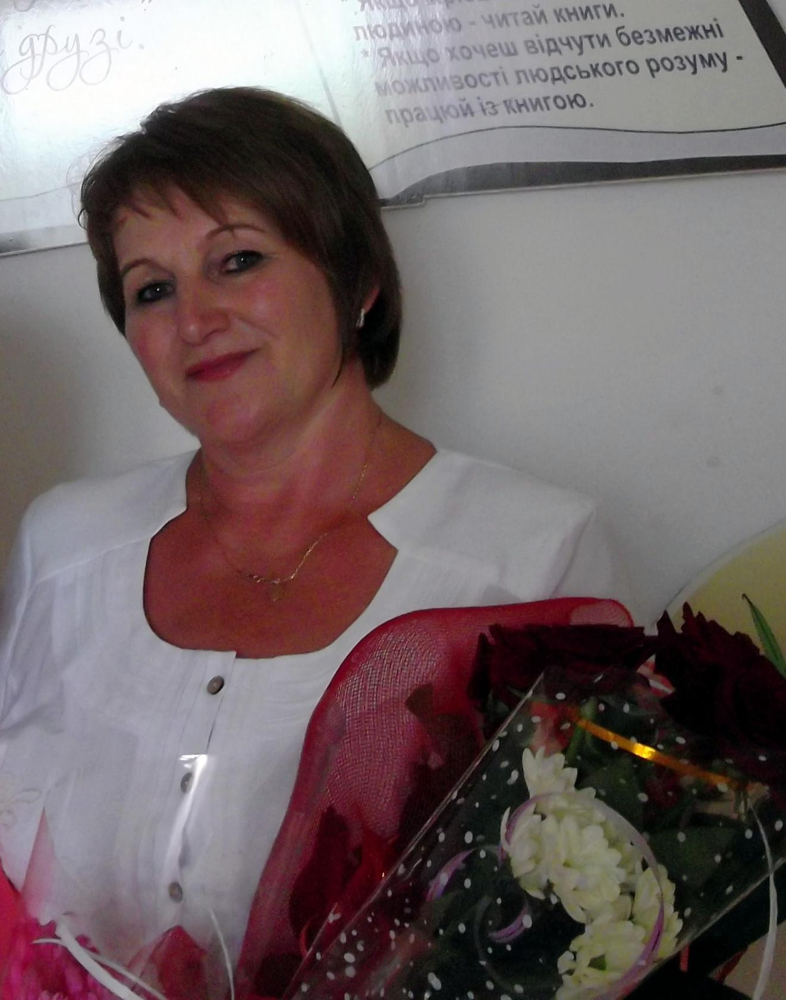 друзі.
людиною - читай книги.
* Якщо хочеш відчути безмежні
можливості людського розуму -
працюй із книгою.